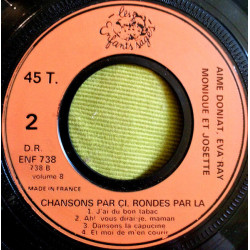 les
enfants sages
45 T.
2
D.R.
ENF 738
738 B
volume 8
MADE IN FRANCE
AIME DONIAT, EVA RAY
MONIQUE ET JOSETTE
CHANSONS PAR CI, RONDES PAR LA
1. J'ai du bon tabac
2. Ah! vous dirai je, maman
3. Dansons la capucine
4. Et moi de m'en courir